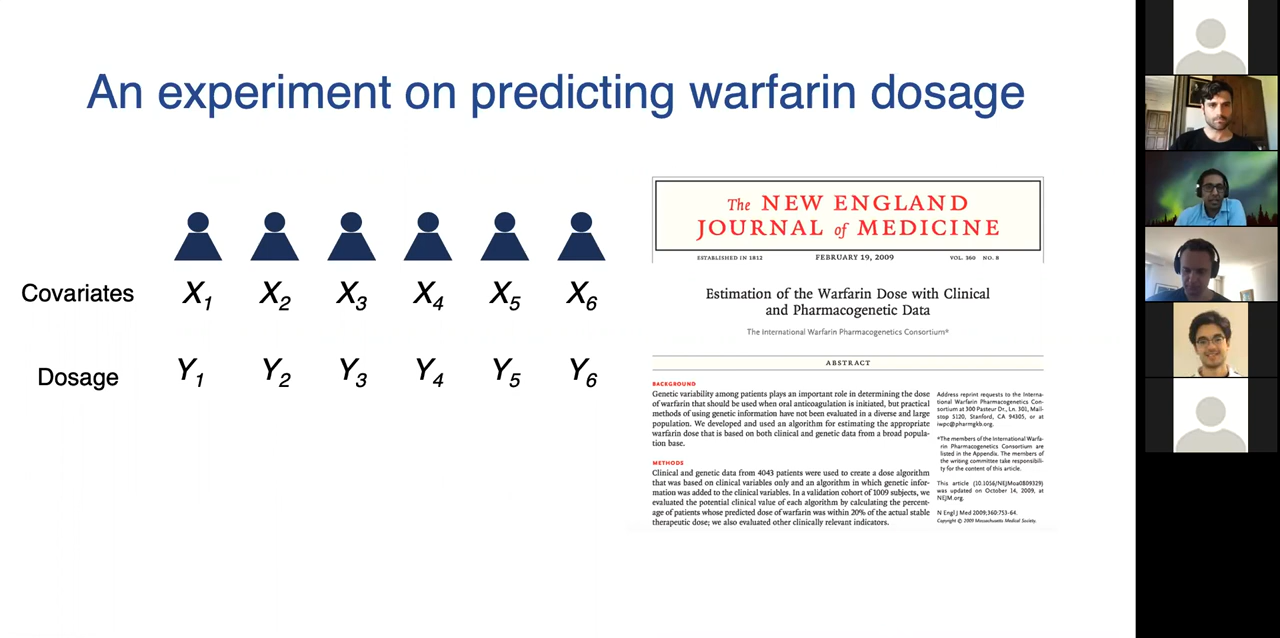 An experiment on predicting warfarin dosage
Covariates X1 X2 X3 X4 X5 X6
Dosage Y1 Y2 Y3 Y4 Y5 Y6
The NEW ENGLAND
JOURNAL of MEDICINE
ESTABLISHED IN 1812 FEBRUARY 19, 2009 VOL. 360 NO. 8
Estimation of the Warfarin Dose with Clinical
and Pharmacogenetic Data
The International Warfarin Pharmacogenetics Consortium*
ABSTRACT
BACKGROUND
Genetic variability among patients plays an important role in determining the dose
of warfarin that should be used when oral anticoagulation is initiated, but practical
methods of using genetic information have not been evaluated in a diverse and large
population. We developed and used an algorithm for estimating the appropriate
warfarin dose that is based on both clinical and genetic data from a broad popula-
tion base.
METHODS
Clinical and genetic data from 4043 patients were used to create a dose algorithm
that was based on clinical variables only and an algorithm in which genetic infor-
mation was added to the clinical variables. In a validation cohort of 1009 subjects, we
evaluated the potential clinical value of each algorithm by calculating the percent-
age of patients whose predicted dose of warfarin was within 20% of the actual stable
therapeutic dose; we also evaluated other clinically relevant indicators.
Address reprint requests to the Interna-
tional Warfarin Pharmacogenetics Con-
sortium at 300 Pasteur Dr., Ln. 301, Mail-
stop 5120, Stanford, CA 94305, or at
iwpc@pharmgkb.org.
*The members of the International Warfa-
rin Pharmacogenetics Consortium are
listed in the Appendix. The members of
the writing committee take responsibili-
ty for the content of this article.
This article (10.1056/NEJMoa0809329)
was updated on October 14, 2009, at
NEJM.org.
N Engl J Med 2009;360:753-64.
Copyright © 2009 Massachusetts Medical Society.